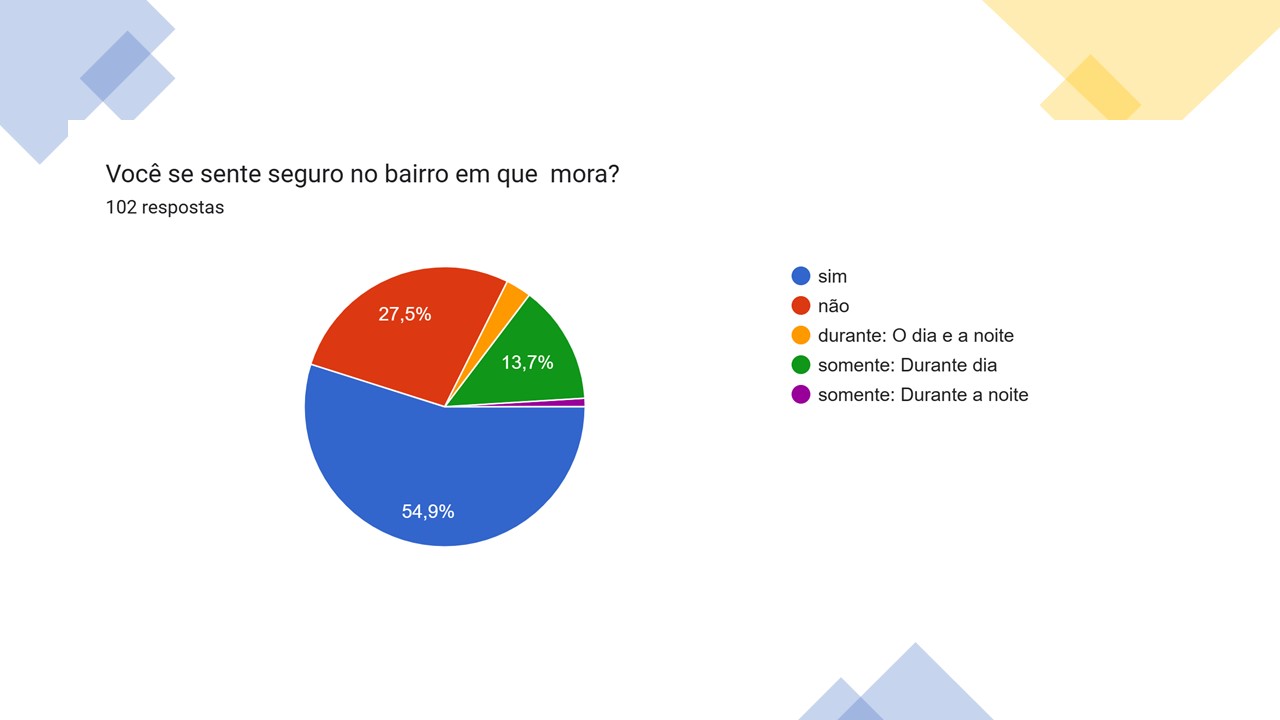 Você se sente seguro no bairro em que  mora?
102 respostas
27,5%
13,7%
54,9%
sim
não
durante: O dia e a noite
somente: Durante dia
somente: Durante a noite